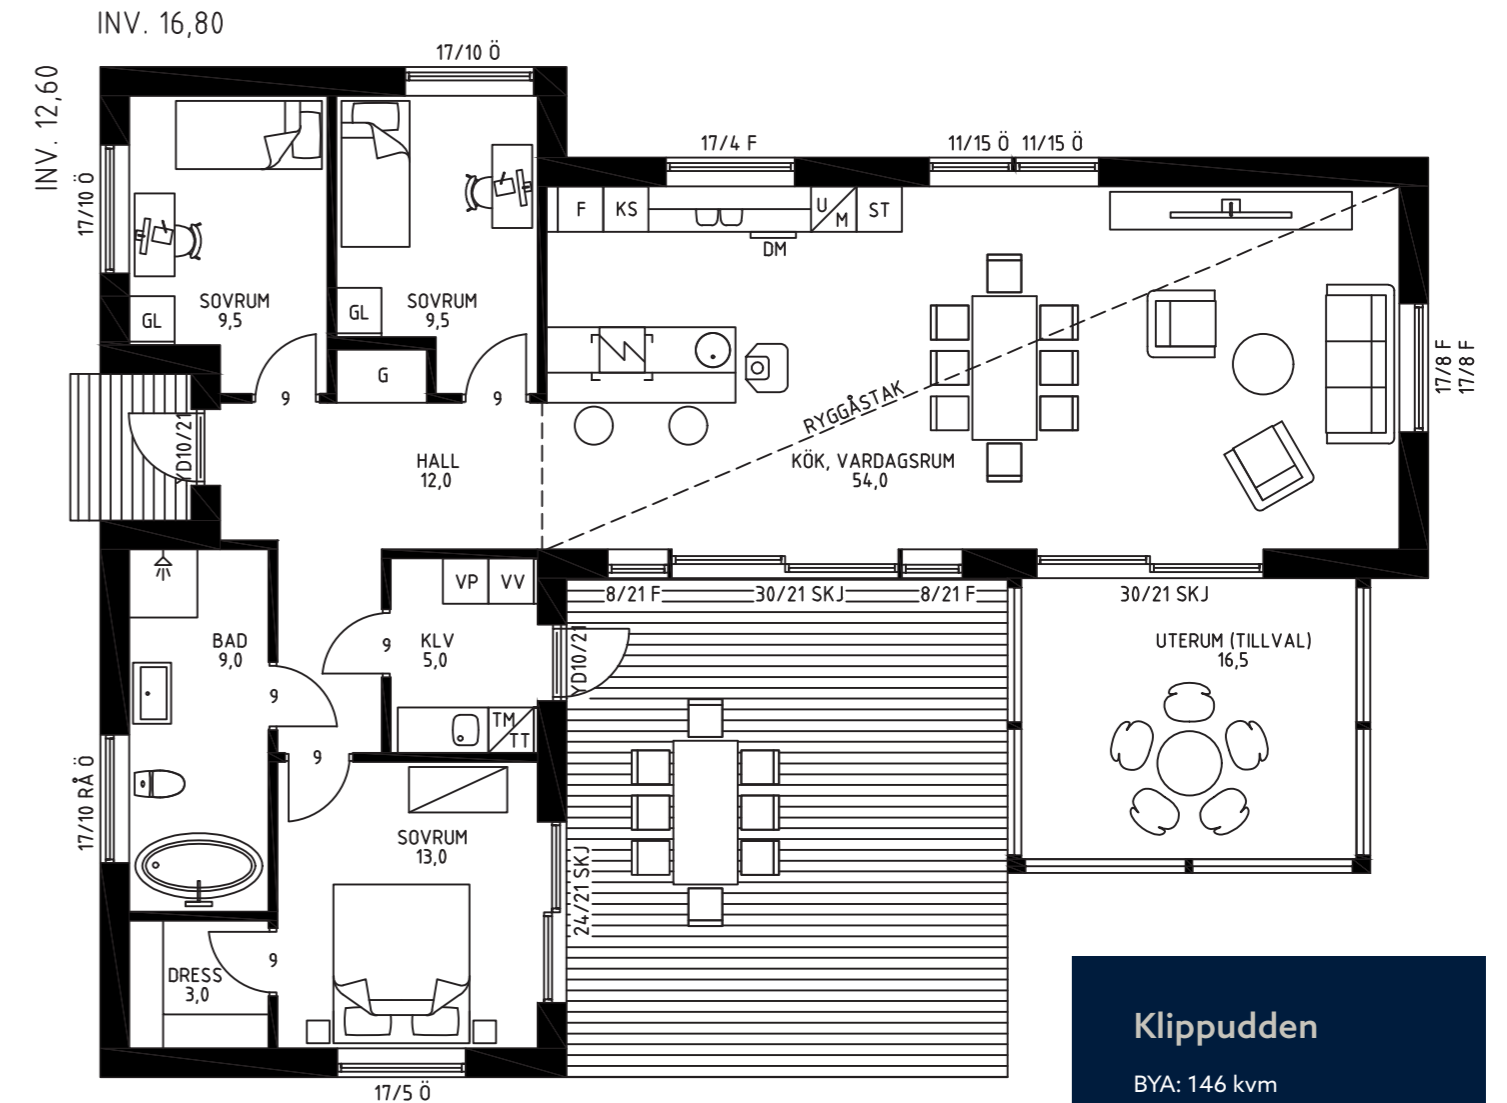 INV. 16,80
INV. 12,60
17/10 Ö
17/4 F
11/15 Ö
11/15 Ö
17/10 Ö
F
KS
U
M
ST
DM
SOVRUM
9,5
GL
SOVRUM
9,5
GL
G
9
9
17/8 F
17/8 F
RYGGÅSTAK
YD10/21
HALL
12,0
KÖK, VARDAGSRUM
54,0
VP
VV
8/21 F
30/21 SKJ
8/21 F
30/21 SKJ
BAD
9,0
9
KLV
5,0
YD10/21
UTERUM (TILLVAL)
16,5
9
TM
TT
9
17/10 RÅ Ö
SOVRUM
13,0
24/21 SKJ
DRESS
3,0
9
17/5 Ö
Klippudden
BYA: 146 kvm